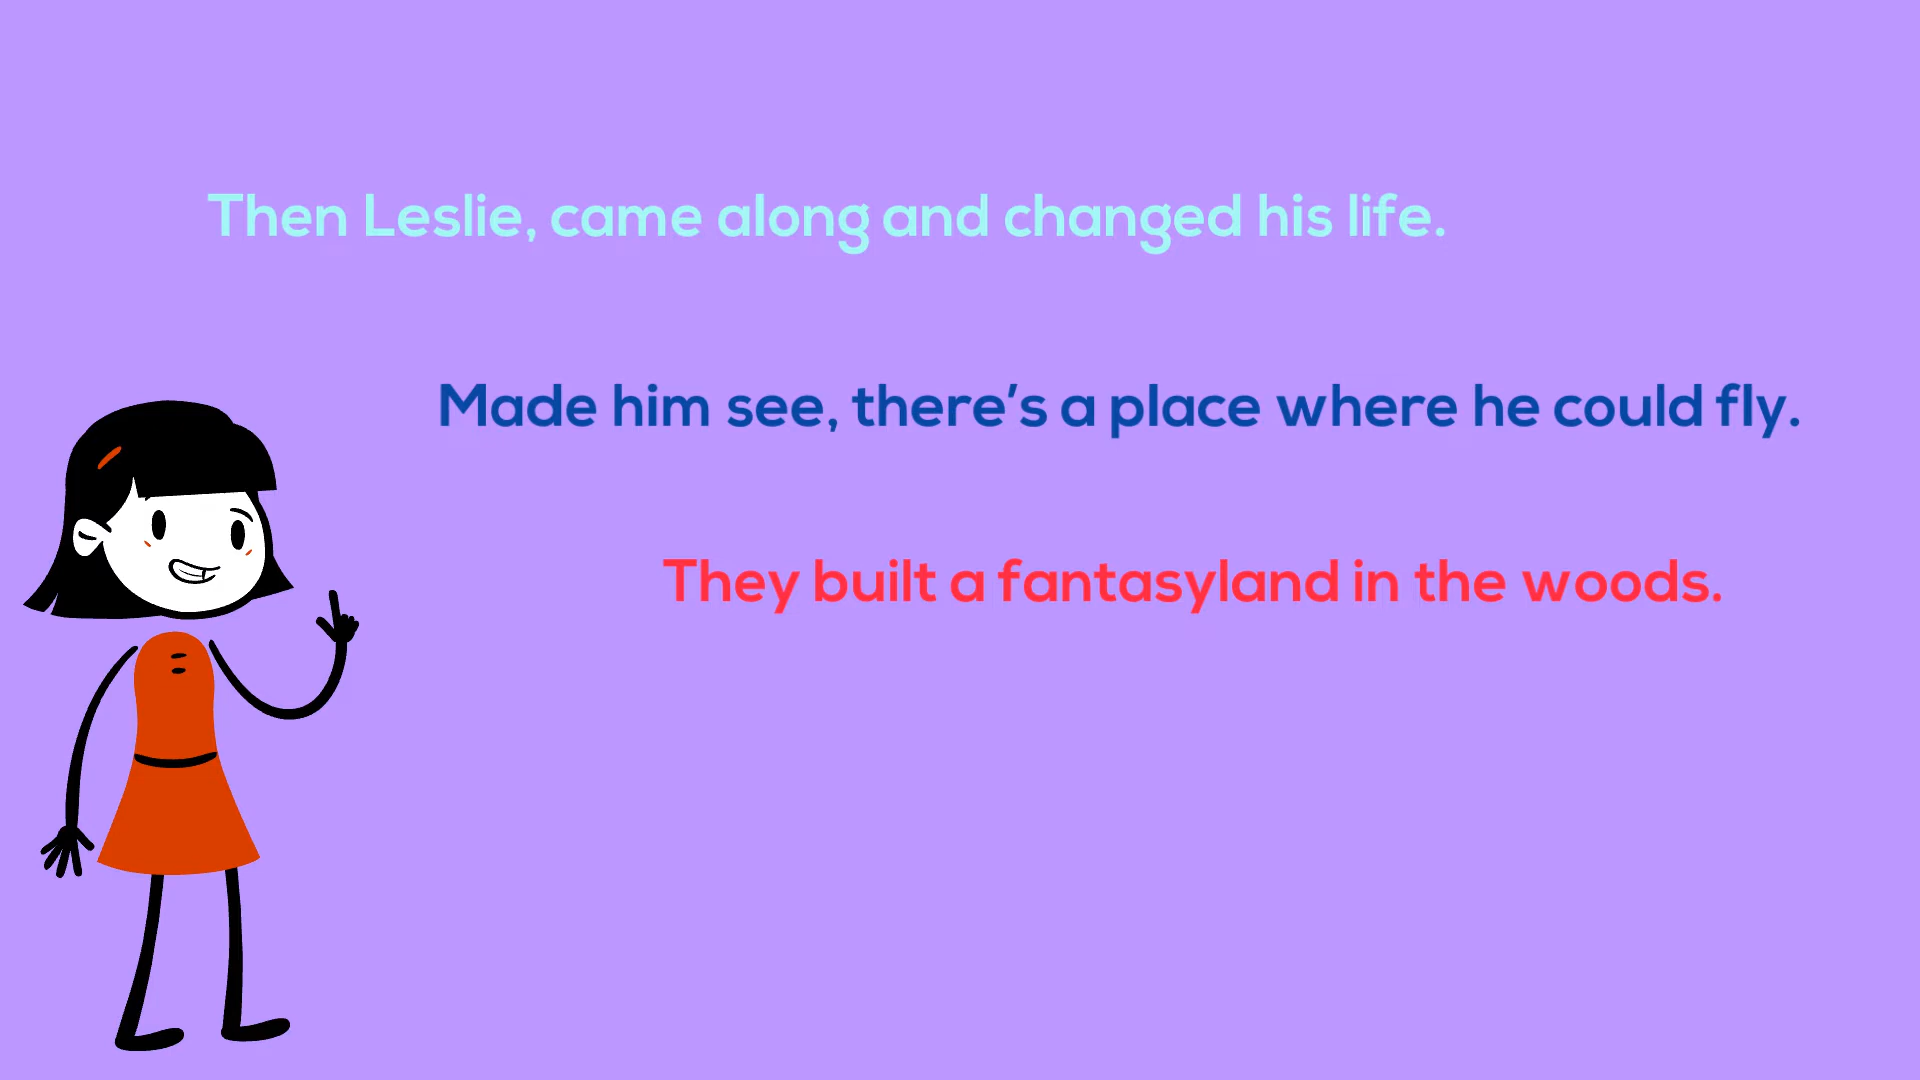 Then Leslie, came along and changed his life.
Made him see, there’s a place where he could fly.
They built a fantasyland in the woods.